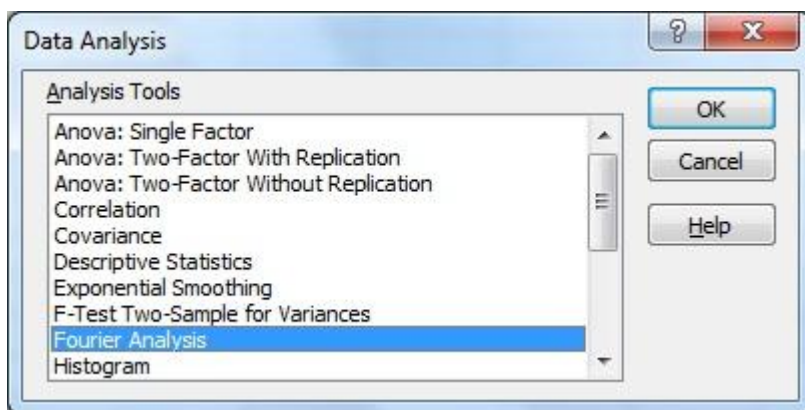 Data Analysis
?
X
Analysis Tools
Anova: Single Factor
Anova: Two-Factor With Replication
Anova: Two-Factor Without Replication
Correlation
Covariance
Descriptive Statistics
Exponential Smoothing
F-Test Two-Sample for Variances
Fourier Analysis
Histogram
OK
Cancel
Help